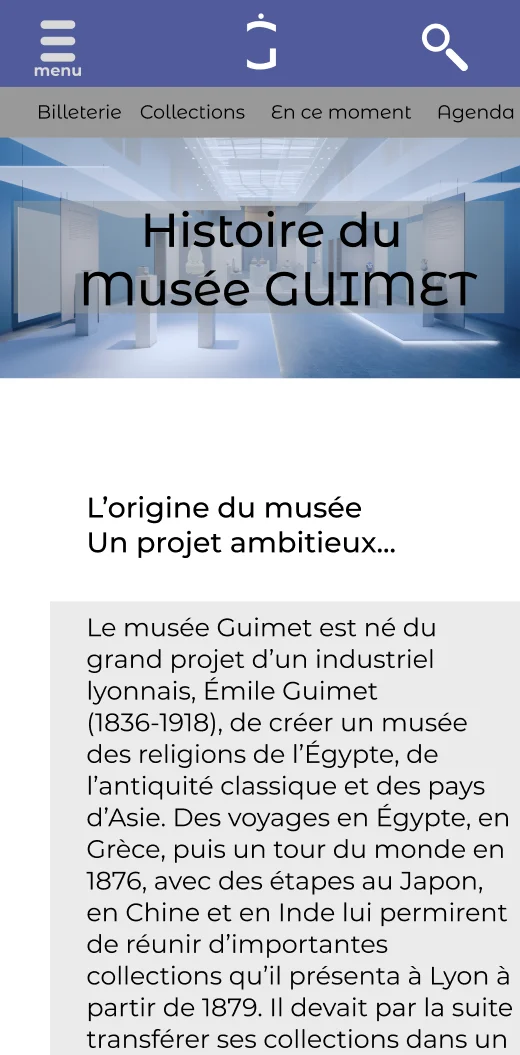 menu
G
Billeterie Collections En ce moment Agenda
Histoire du
Musée GUIMET
L’origine du musée
Un projet ambitieux...
Le musée Guimet est né du
grand projet d’un industriel
lyonnais, Émile Guimet
(1836-1918), de créer un musée
des religions de l’Égypte, de
l’antiquité classique et des pays
d’Asie. Des voyages en Égypte, en
Grèce, puis un tour du monde en
1876, avec des étapes au Japon,
en Chine et en Inde lui permirent
de réunir d’importantes
collections qu’il présenta à Lyon à
partir de 1879. Il devait par la suite
transférer ses collections dans un